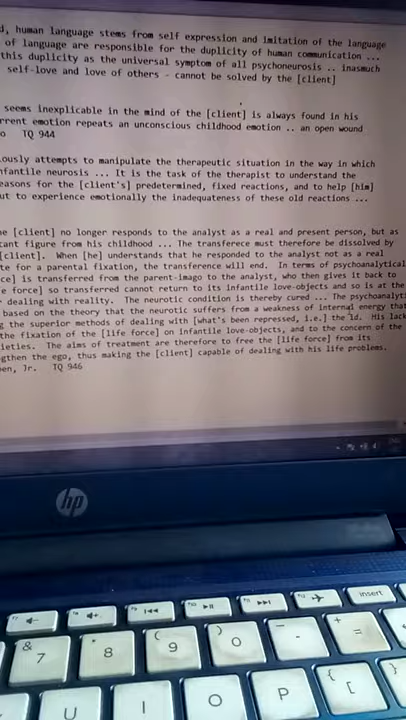 d, human language stems from self expression and imitation of the language
of language are responsible for the duplicity of human communication ...
this duplicity as the universal symptom of all psychoneurosis .. inasmuch
self-love and love of others - cannot be solved by the [client]
seems inexplicable in the mind of the [client] is always found in his
rrent emotion repeats an unconscious childhood emotion .. an open wound
o TQ 944
ously attempts to manipulate the therapeutic situation in the way in which
nfantile neurosis ... It is the task of the therapist to understand the
easons for the [client's] predetermined, fixed reactions, and to help [him]
ut to experience emotionally the inadequateness of these old reactions ...
he [client] no longer responds to the analyst as a real and present person, but as
cant figure from his childhood ... The transferece must therefore be dissolved by
[client]. When [he] understands that he responded to the analyst not as a real
te for a parental fixation, the transference will end. In terms of psychoanalytical
ce] is transferred from the parent-imago to the analyst, who then gives it back to
e force] so transferred cannot return to its infantile love-objects and so is at the
dealing with reality. The neurotic condition is thereby cured ... The psychoanalyti
based on the theory that the neurotic suffers from a weakness of internal energy that
g the superior methods of dealing with [what's been repressed, i.e.] the id. His lack
the fixation of the [life force] on infantile love-objects, and to the concern of the
ieties. The aims of treatment are therefore to free the [life force] from its
gthen the ego, thus making the [client] capable of dealing with his life problems.
en, Jr. TQ 946
hp
insert
& 7
* 8
( 9
) 0
- -
+ =
U I O P { [ }